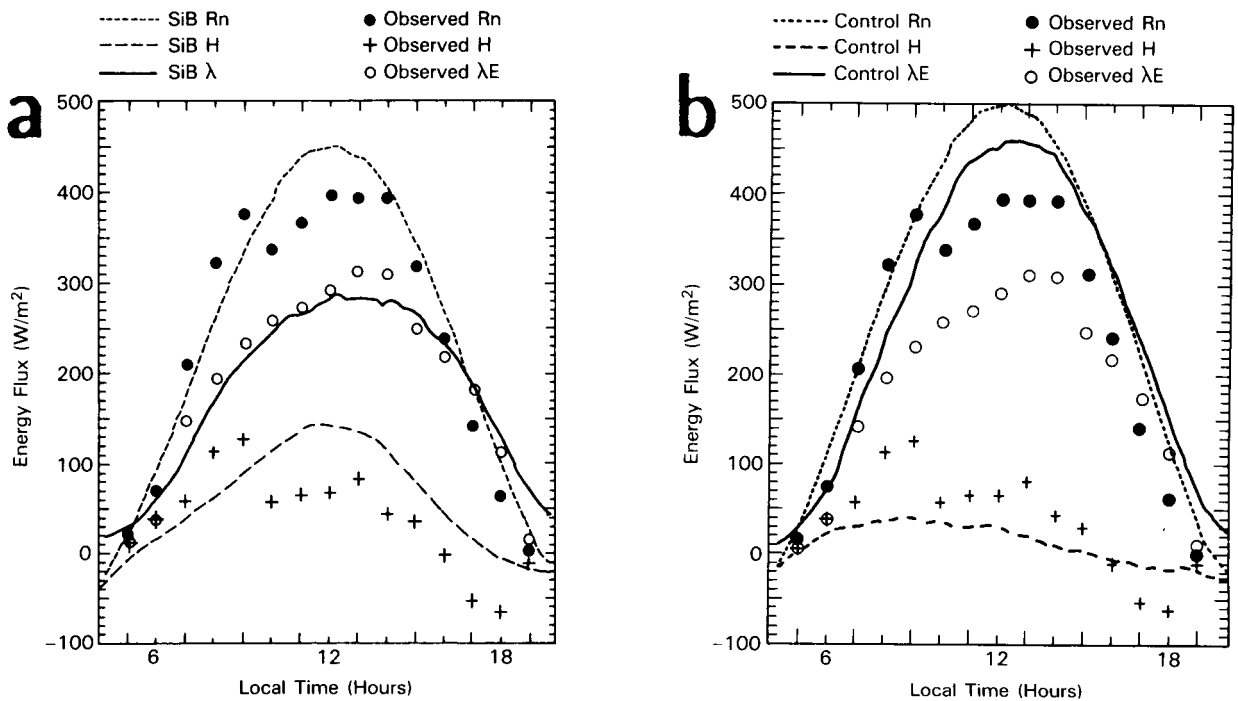 SiB Rn
Observed Rn
SiB H
Observed H
SiB λ
Observed λE
a
500
400
300
200
100
0
−100
Energy Flux (W/m²)
6
12
18
Local Time (Hours)
Control Rn
Observed Rn
Control H
Observed H
Control λE
Observed λE
b
500
400
300
200
100
0
−100
Energy Flux (W/m²)
6
12
18
Local Time (Hours)